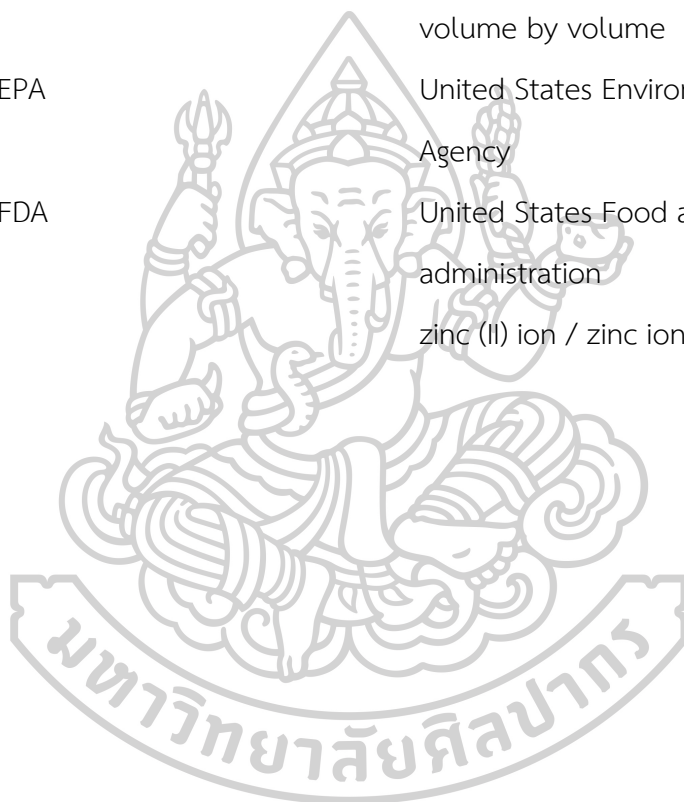 volume by volume
EPA United States Environ
Agency
FDA United States Food a
administration
zinc (II) ion / zinc ion
มหาวิทยาลัยศิลปากร